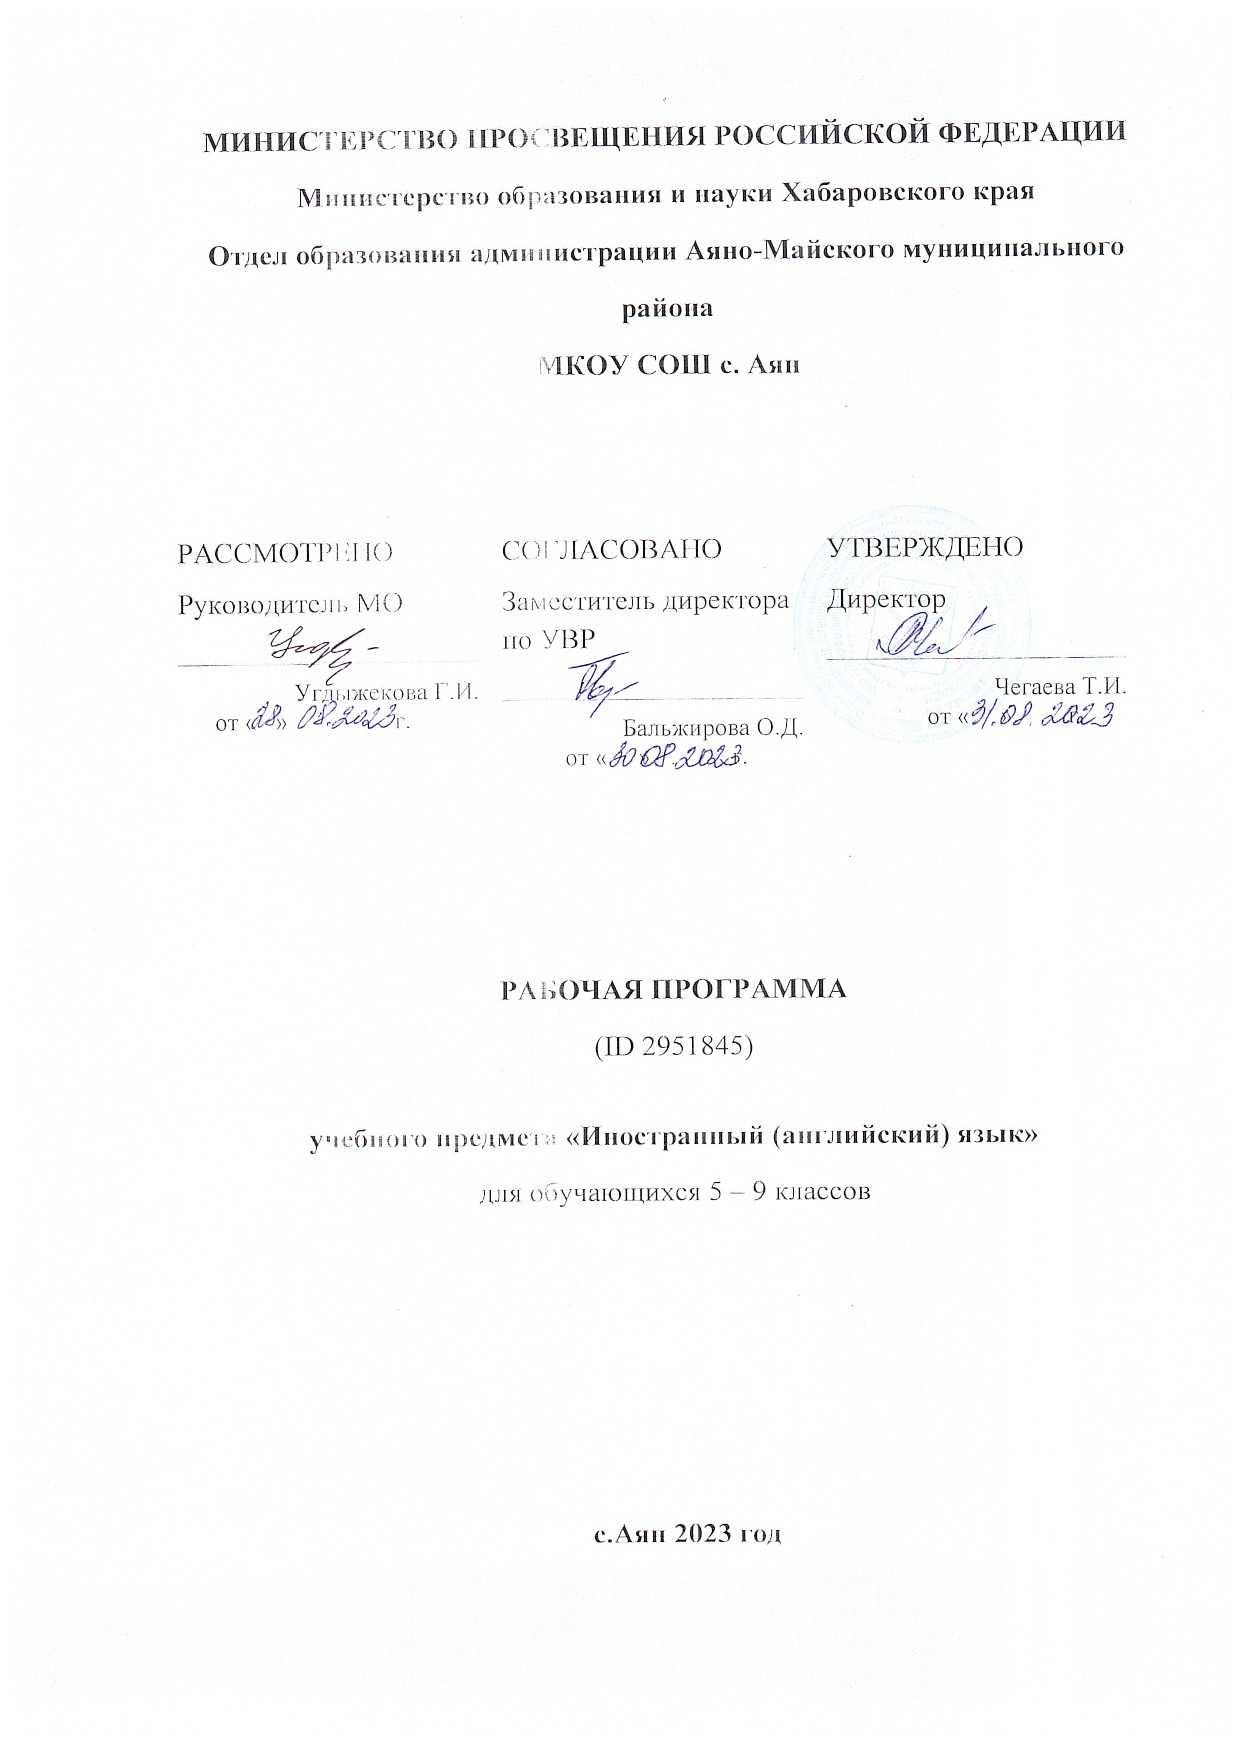 МИНИСТЕРСТВО ПРОСВЕЩЕНИЯ РОССИЙСКОЙ ФЕДЕРАЦИИ
Министерство образования и науки Хабаровского края
Отдел образования администрации Аяно-Майского муниципального
района
МКОУ СОШ с. Аян
РАССМОТРЕНО
Руководитель МО
Углыжекова Г.И.
от «28» 08.2023г.
СОГЛАСОВАНО
Заместитель директора
по УВР
Бальжирова О.Д.
от «30 08.2023.
УТВЕРЖДЕНО
Директор
Чегаева Т.И.
от «31.08. 2023
РАБОЧАЯ ПРОГРАММА
(ID 2951845)
учебного предмета «Иностранный (английский) язык»
для обучающихся 5 – 9 классов
с.Аян 2023 год